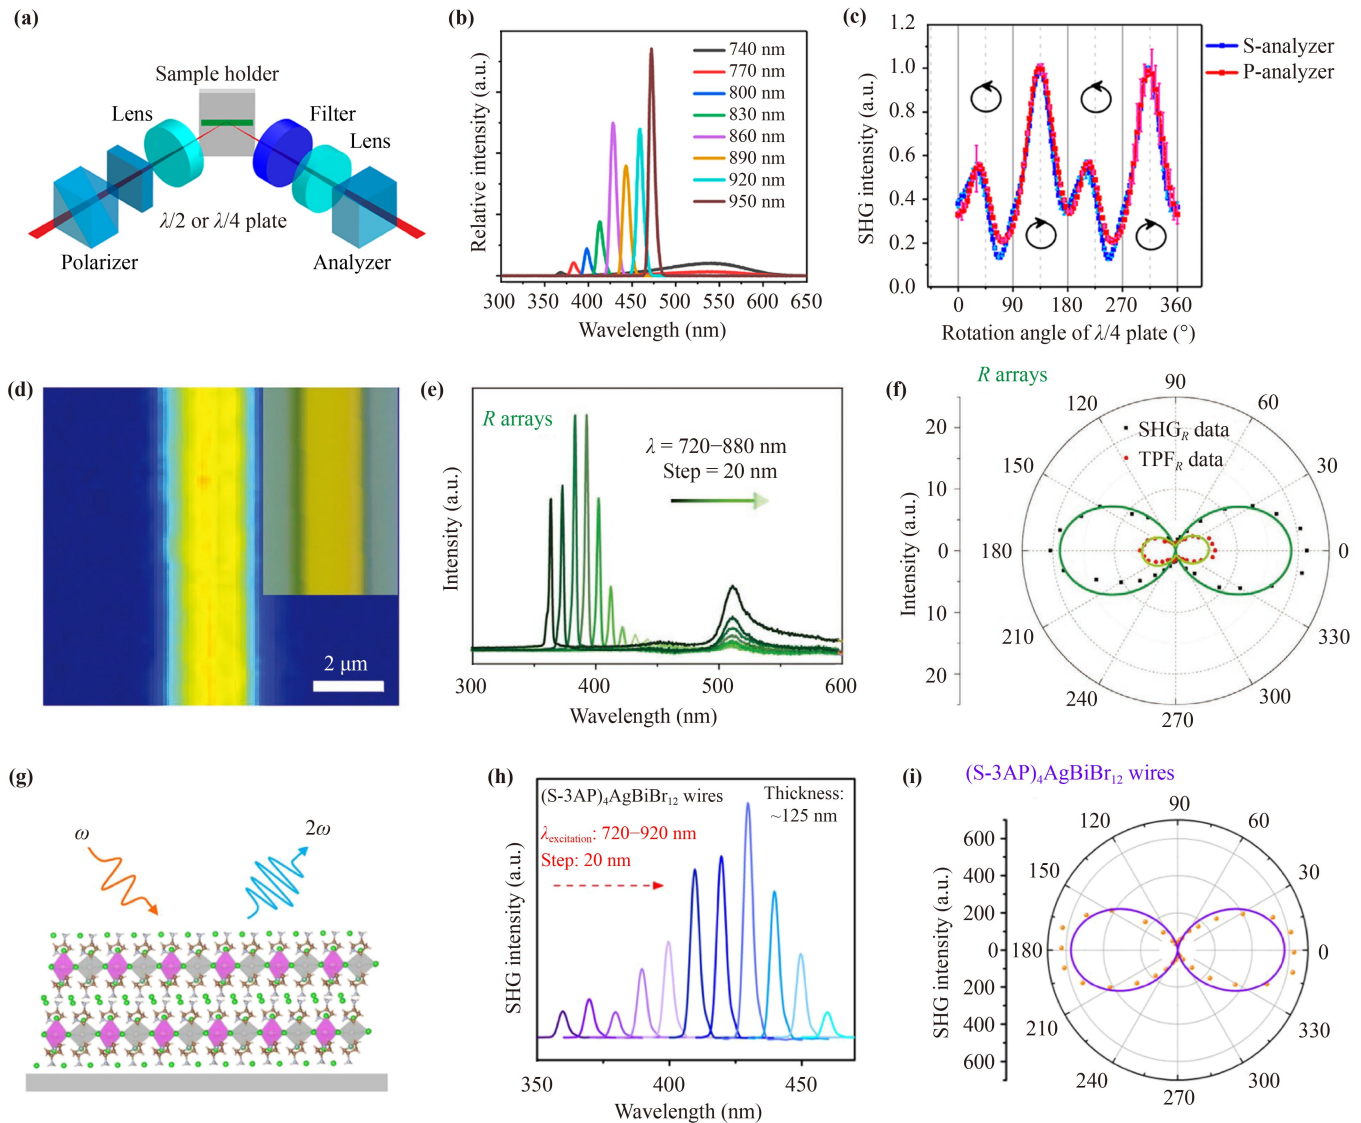 (a)
Sample holder
Lens
Filter
Lens
λ/2 or λ/4 plate
Polarizer
Analyzer
(b)
Relative intensity (a.u.)
740 nm
770 nm
800 nm
830 nm
860 nm
890 nm
920 nm
950 nm
300 350 400 450 500 550 600 650
Wavelength (nm)
(c)
SHG intensity (a.u.)
1.2
1.0
0.8
0.6
0.4
0.2
0.0
S-analyzer
P-analyzer
0 90 180 270 360
Rotation angle of λ/4 plate (°)
(d)
2 μm
(e)
R arrays
λ = 720−880 nm
Step = 20 nm
Intensity (a.u.)
300 400 500 600
Wavelength (nm)
(f)
R arrays
SHG_R data
TPF_R data
Intensity (a.u.)
20
10
0
10
20
90
120 60
150 30
180 0
210 330
240 300
270
(g)
ω
2ω
(h)
(S-3AP)₄AgBiBr₁₂ wires
Thickness:
~125 nm
λexcitation: 720−920 nm
Step: 20 nm
SHG intensity (a.u.)
350 400 450
Wavelength (nm)
(i)
(S-3AP)₄AgBiBr₁₂ wires
SHG intensity (a.u.)
600
400
200
0
200
400
600
90
120 60
150 30
180 0
210 330
240 300
270